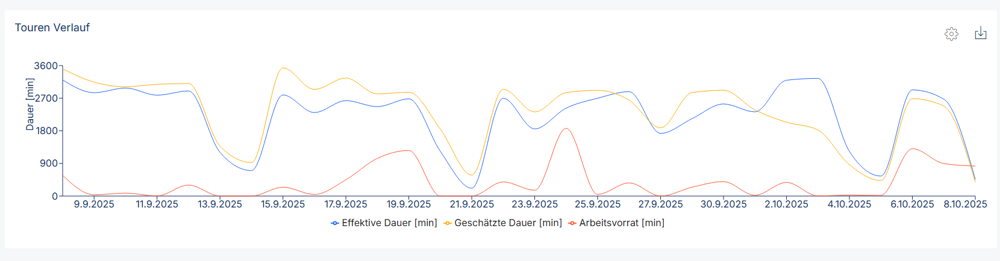 Touren Verlauf
3600
2700
1800
900
0
Dauer [min]
9.9.2025 11.9.2025 13.9.2025 15.9.2025 17.9.2025 19.9.2025 21.9.2025 23.9.2025 25.9.2025 27.9.2025 30.9.2025 2.10.2025 4.10.2025 6.10.2025 8.10.2025
Effektive Dauer [min] Geschätzte Dauer [min] Arbeitsvorrat [min]